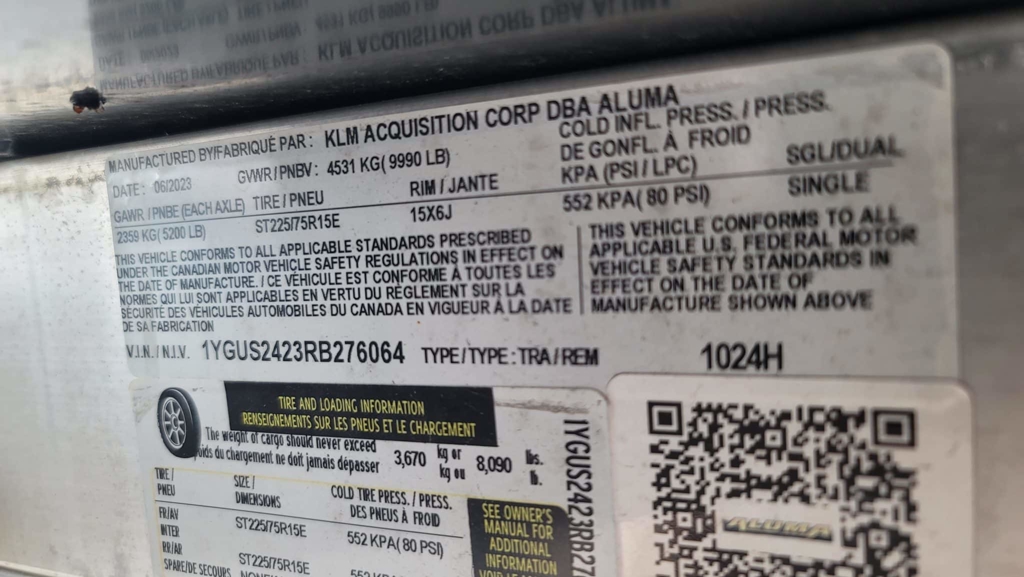 MANUFACTURED BY/FABRIQUÉ PAR : KLM ACQUISITION CORP DBA ALUMA
DATE : 06/2023 GVWR / PNBV : 4531 KG( 9990 LB) COLD INFL. PRESS. / PRESS.
DE GONFL. À FROID
GAWR / PNBE (EACH AXLE) TIRE / PNEU RIM / JANTE KPA (PSI / LPC) SGL/DUAL
2359 KG( 5200 LB) ST225/75R15E 15X6J 552 KPA( 80 PSI) SINGLE
THIS VEHICLE CONFORMS TO ALL APPLICABLE STANDARDS PRESCRIBED
UNDER THE CANADIAN MOTOR VEHICLE SAFETY REGULATIONS IN EFFECT ON
THE DATE OF MANUFACTURE. / CE VÉHICULE EST CONFORME À TOUTES LES
NORMES QUI LUI SONT APPLICABLES EN VERTU DU RÈGLEMENT SUR LA
SÉCURITÉ DES VÉHICULES AUTOMOBILES DU CANADA EN VIGUEUR À LA DATE
DE SA FABRICATION
THIS VEHICLE CONFORMS TO ALL
APPLICABLE U.S. FEDERAL MOTOR
VEHICLE SAFETY STANDARDS IN
EFFECT ON THE DATE OF
MANUFACTURE SHOWN ABOVE
V.I.N. / N.I.V. 1YGUS2423RB276064 TYPE / TYPE : TRA / REM 1024H
TIRE AND LOADING INFORMATION
RENSEIGNEMENTS SUR LES PNEUS ET LE CHARGEMENT
The weight of cargo should never exceed 3,670 kg or 8,090 lbs.
oids du chargement ne doit jamais dépasser kg ou lb.
TIRE / PNEU SIZE / DIMENSIONS COLD TIRE PRESS. / PRESS. DES PNEUS À FROID
FR/AV ST225/75R15E 552 KPA( 80 PSI)
INTER
RR/AR ST225/75R15E
SPARE/DE SECOURS
SEE OWNER'S
MANUAL FOR
ADDITIONAL
INFORMATION
VOIR LE
1YGUS2423RB27
ALUMA